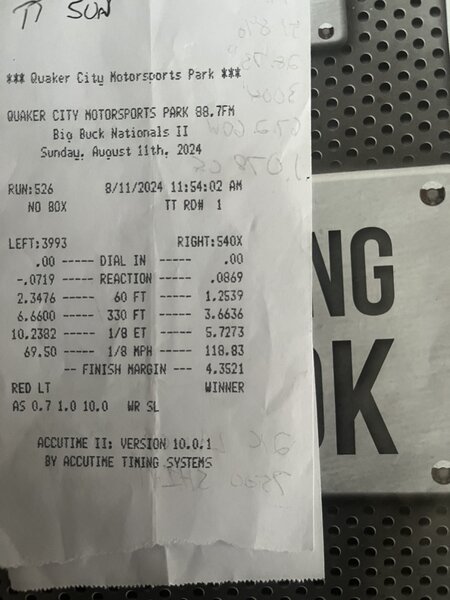 TT SUN
*** Quaker City Motorsports Park ***
QUAKER CITY MOTORSPORTS PARK 88.7FM
Big Buck Nationals II
Sunday, August 11th, 2024
RUN:526 8/11/2024 11:54:02 AM
NO BOX TT RD# 1
LEFT:3993 RIGHT:540X
.00 ----- DIAL IN ----- .00
-.0719 ----- REACTION ----- .0869
2.3476 ----- 60 FT ----- 1.2539
6.6600 ----- 330 FT ----- 3.6636
10.2382 ----- 1/8 ET ----- 5.7273
69.50 ----- 1/8 MPH ----- 118.83
-- FINISH MARGIN -- 4.3521
RED LT WINNER
AS 0.7 1.0 10.0 WR SL
ACCUTIME II: VERSION 10.0.1
BY ACCUTIME TIMING SYSTEMS
NG
OK